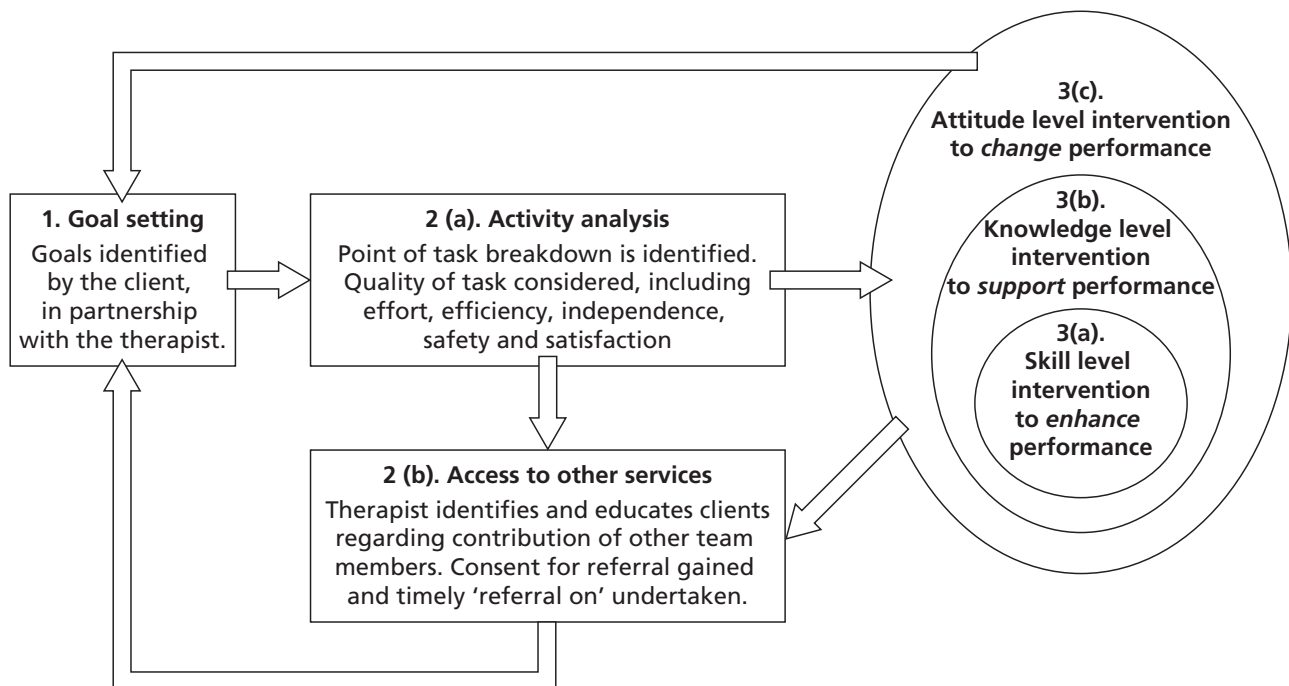 1. Goal setting
Goals identified
by the client,
in partnership
with the therapist.
2 (a). Activity analysis
Point of task breakdown is identified.
Quality of task considered, including
effort, efficiency, independence,
safety and satisfaction
2 (b). Access to other services
Therapist identifies and educates clients
regarding contribution of other team
members. Consent for referral gained
and timely ‘referral on’ undertaken.
3(c).
Attitude level intervention
to change performance
3(b).
Knowledge level
intervention
to support performance
3(a).
Skill level
intervention
to enhance
performance